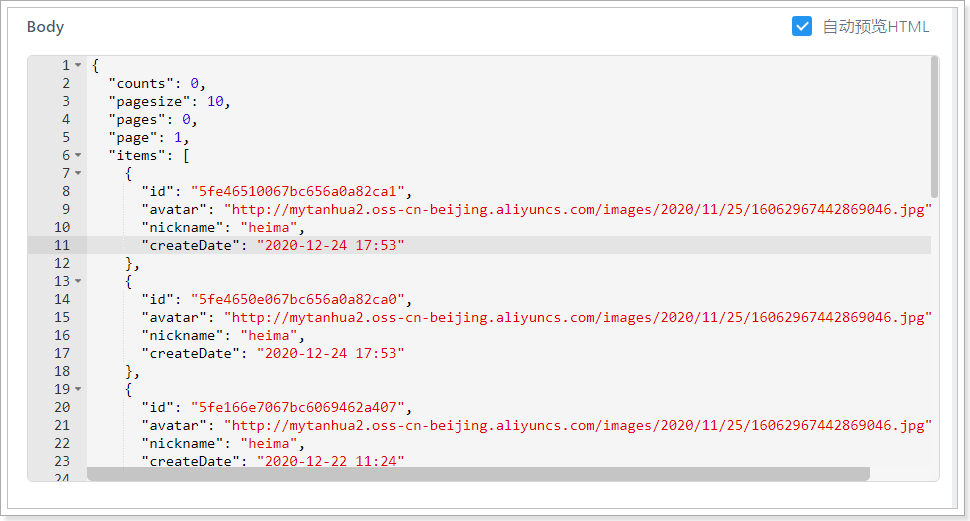 Body
自动预览HTML
1 {
2 "counts": 0,
3 "pagesize": 10,
4 "pages": 0,
5 "page": 1,
6 "items": [
7 {
8 "id": "5fe46510067bc656a0a82ca1",
9 "avatar": "http://mytanhua2.oss-cn-beijing.aliyuncs.com/images/2020/11/25/16062967442869046.jpg"
10 "nickname": "heima",
11 "createDate": "2020-12-24 17:53"
12 },
13 {
14 "id": "5fe4650e067bc656a0a82ca0",
15 "avatar": "http://mytanhua2.oss-cn-beijing.aliyuncs.com/images/2020/11/25/16062967442869046.jpg"
16 "nickname": "heima",
17 "createDate": "2020-12-24 17:53"
18 },
19 {
20 "id": "5fe166e7067bc6069462a407",
21 "avatar": "http://mytanhua2.oss-cn-beijing.aliyuncs.com/images/2020/11/25/16062967442869046.jpg"
22 "nickname": "heima",
23 "createDate": "2020-12-22 11:24"
24